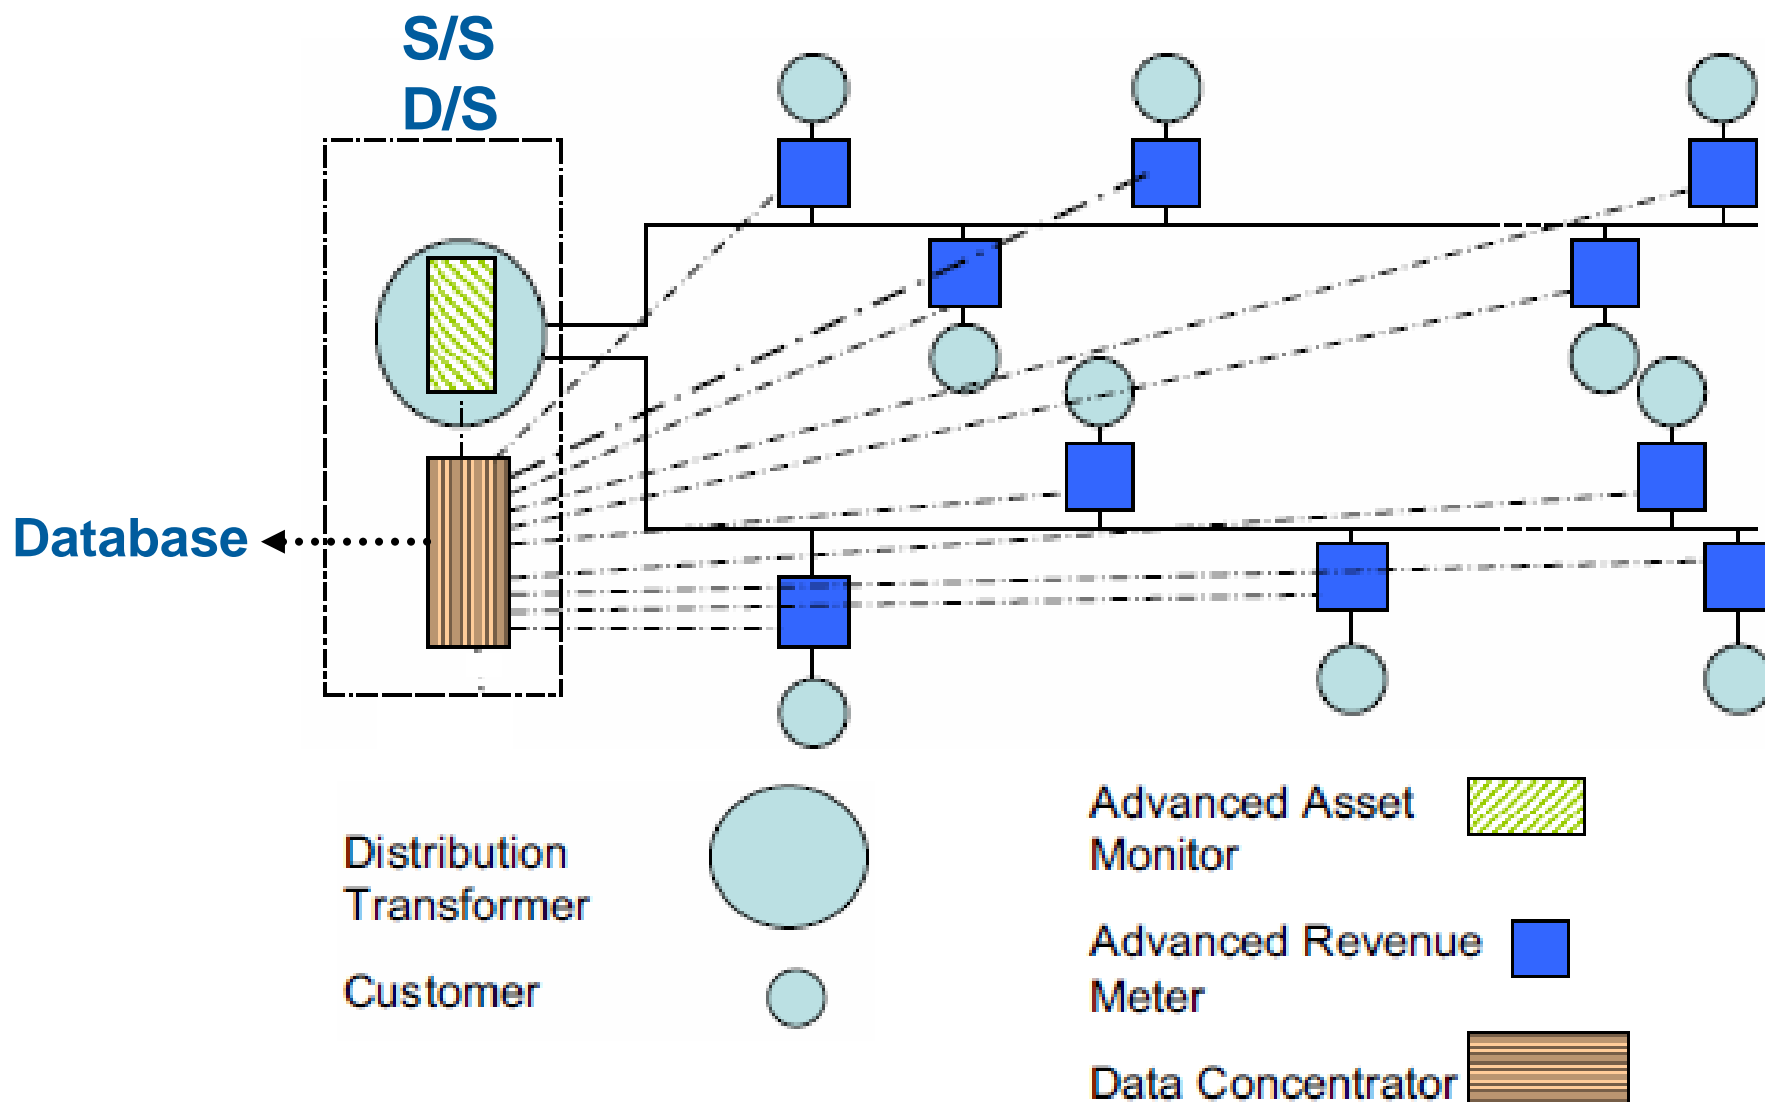 S/S
D/S
Database
Distribution
Transformer
Customer
Advanced Asset
Monitor
Advanced Revenue
Meter
Data Concentrator